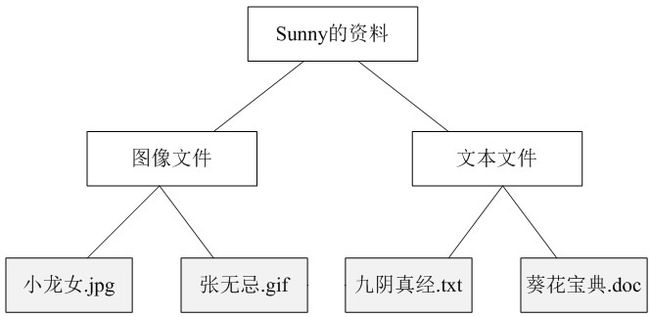 Sunny的资料
图像文件
文本文件
小龙女.jpg
张无忌.gif
九阴真经.txt
葵花宝典.doc